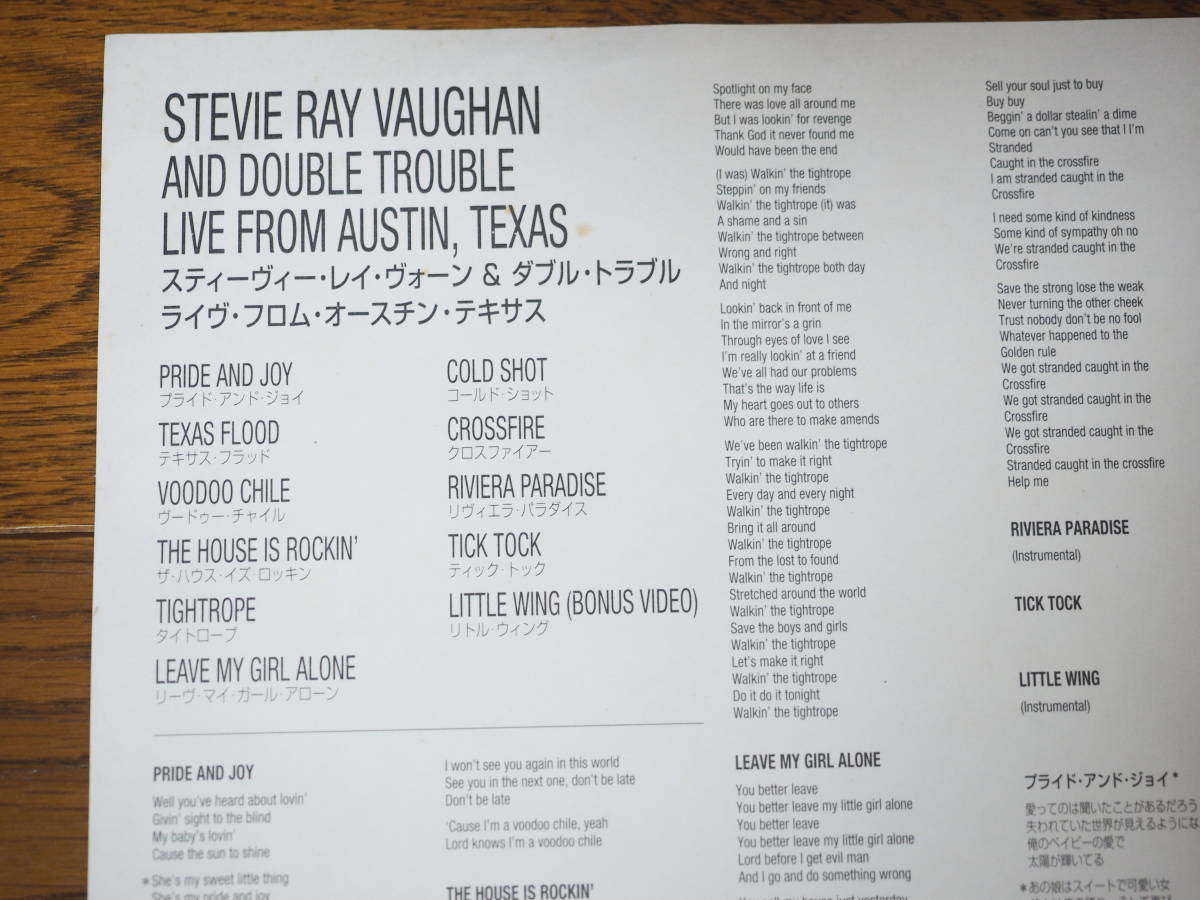 STEVIE RAY VAUGHAN
AND DOUBLE TROUBLE
LIVE FROM AUSTIN, TEXAS
スティーヴィー・レイ・ヴォーン & ダブル・トラブル
ライヴ・フロム・オースチン・テキサス
PRIDE AND JOY
プライド・アンド・ジョイ
TEXAS FLOOD
テキサス・フラッド
VOODOO CHILE
ヴードゥー・チャイル
THE HOUSE IS ROCKIN'
ザ・ハウス・イズ・ロッキン
TIGHTROPE
タイトロープ
LEAVE MY GIRL ALONE
リーヴ・マイ・ガール・アローン
COLD SHOT
コールド・ショット
CROSSFIRE
クロスファイアー
RIVIERA PARADISE
リヴィエラ・パラダイス
TICK TOCK
ティック・トック
LITTLE WING (BONUS VIDEO)
リトル・ウィング
PRIDE AND JOY
Well you've heard about lovin'
Givin' sight to the blind
My baby's lovin'
Cause the sun to shine
*She's my sweet little thing
She's my pride and joy
I won't see you again in this world
See you in the next one, don't be late
Don't be late
'Cause I'm a voodoo chile, yeah
Lord knows I'm a voodoo chile
THE HOUSE IS ROCKIN'
Spotlight on my face
There was love all around me
But I was lookin' for revenge
Thank God it never found me
Would have been the end
(I was) Walkin' the tightrope
Steppin' on my friends
Walkin' the tightrope (it) was
A shame and a sin
Walkin' the tightrope between
Wrong and right
Walkin' the tightrope both day
And night
Lookin' back in front of me
In the mirror's a grin
Through eyes of love I see
I'm really lookin' at a friend
We've all had our problems
That's the way life is
My heart goes out to others
Who are there to make amends
We've been walkin' the tightrope
Tryin' to make it right
Walkin' the tightrope
Every day and every night
Walkin' the tightrope
Bring it all around
Walkin' the tightrope
From the lost to found
Walkin' the tightrope
Stretched around the world
Walkin' the tightrope
Save the boys and girls
Walkin' the tightrope
Let's make it right
Walkin' the tightrope
Do it do it tonight
Walkin' the tightrope
LEAVE MY GIRL ALONE
You better leave
You better leave my little girl alone
You better leave
You better leave my little girl alone
Lord before I get evil man
And I go and do something wrong
Sell your soul just to buy
Buy buy
Beggin' a dollar stealin' a dime
Come on can't you see that I I'm
Stranded
Caught in the crossfire
I am stranded caught in the
Crossfire
I need some kind of kindness
Some kind of sympathy oh no
We're stranded caught in the
Crossfire
Save the strong lose the weak
Never turning the other cheek
Trust nobody don't be no fool
Whatever happened to the
Golden rule
We got stranded caught in the
Crossfire
We got stranded caught in the
Crossfire
We got stranded caught in the
Crossfire
Stranded caught in the crossfire
Help me
RIVIERA PARADISE
(Instrumental)
TICK TOCK
LITTLE WING
(Instrumental)
プライド・アンド・ジョイ*
愛ってのは聞いたことがあるだろう
失われていた世界が見えるようにな
俺のベイビーの愛で
太陽が輝いてる
*あの娘はスイートで可愛い女